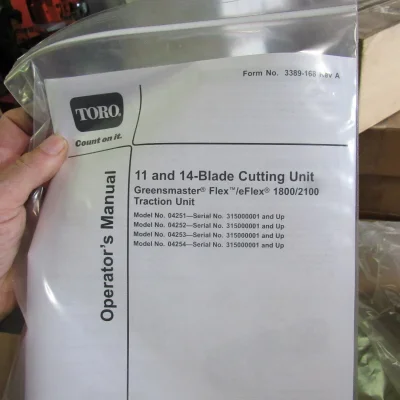 Form No. 3389-168 Rev A
TORO.
Count on it.
Operator's Manual
11 and 14-Blade Cutting Unit
Greensmaster® Flex™/eFlex® 1800/2100
Traction Unit
Model No. 04251—Serial No. 315000001 and Up
Model No. 04252—Serial No. 315000001 and Up
Model No. 04253—Serial No. 315000001 and Up
Model No. 04254—Serial No. 315000001 and Up